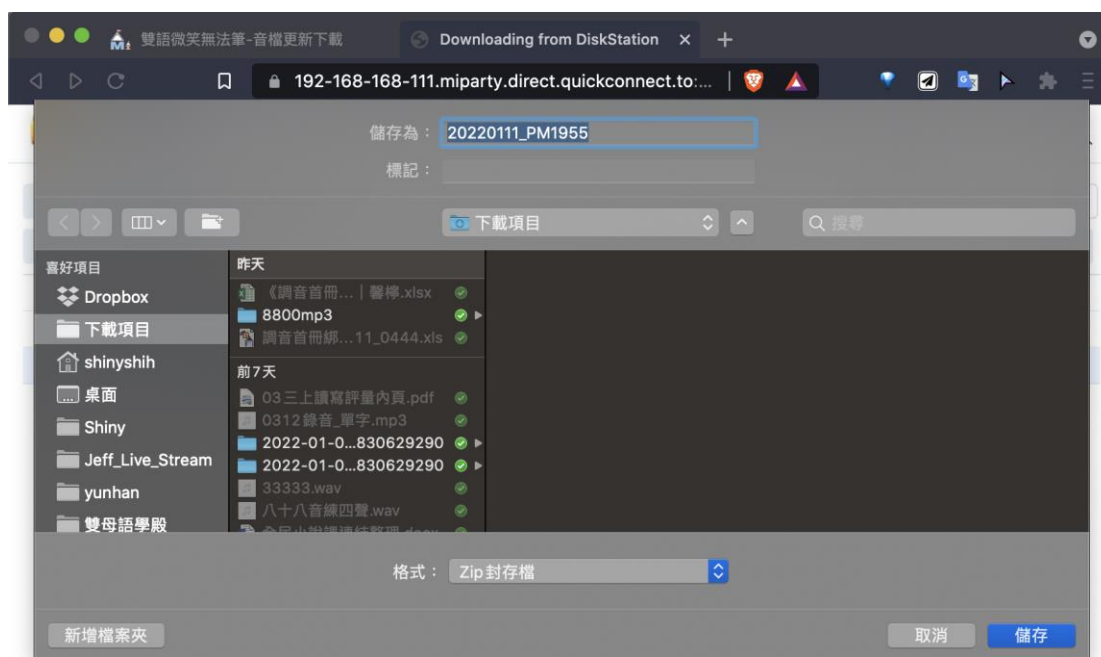 雙語微笑無法筆-音檔更新下載
Downloading from DiskStation
192-168-168-111.miparty.direct.quickconnect.to:...
儲存為：
20220111_PM1955
標記：
下載項目
搜尋
喜好項目
Dropbox
下載項目
shinyshih
桌面
Shiny
Jeff_Live_Stream
yunhan
雙母語學殿
昨天
《調音首冊...｜馨檸.xlsx
8800mp3
調音首冊綁...11_0444.xls
前7天
03三上讀寫評量內頁.pdf
0312錄音_單字.mp3
2022-01-0...830629290
2022-01-0...830629290
33333.wav
八十八音練四聲.wav
格式：
Zip封存檔
新增檔案夾
取消
儲存